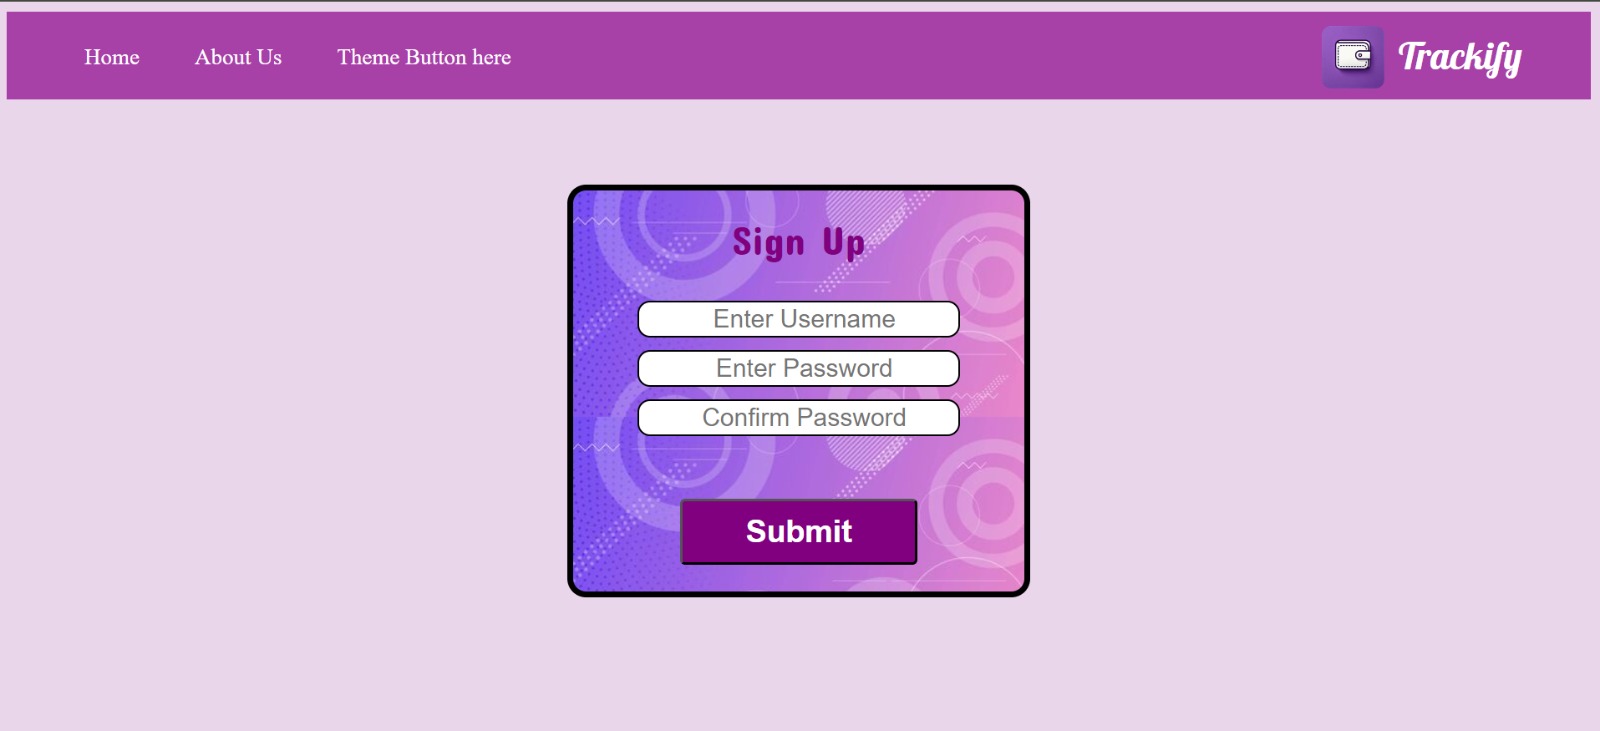 Home About Us Theme Button here Trackify
Sign Up
Enter Username
Enter Password
Confirm Password
Submit